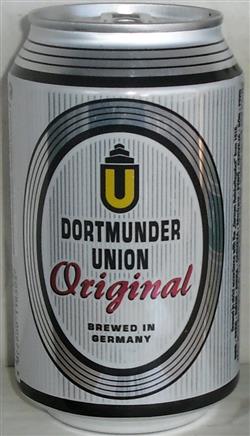 U
DORTMUNDER
UNION
Original
BREWED IN
GERMANY